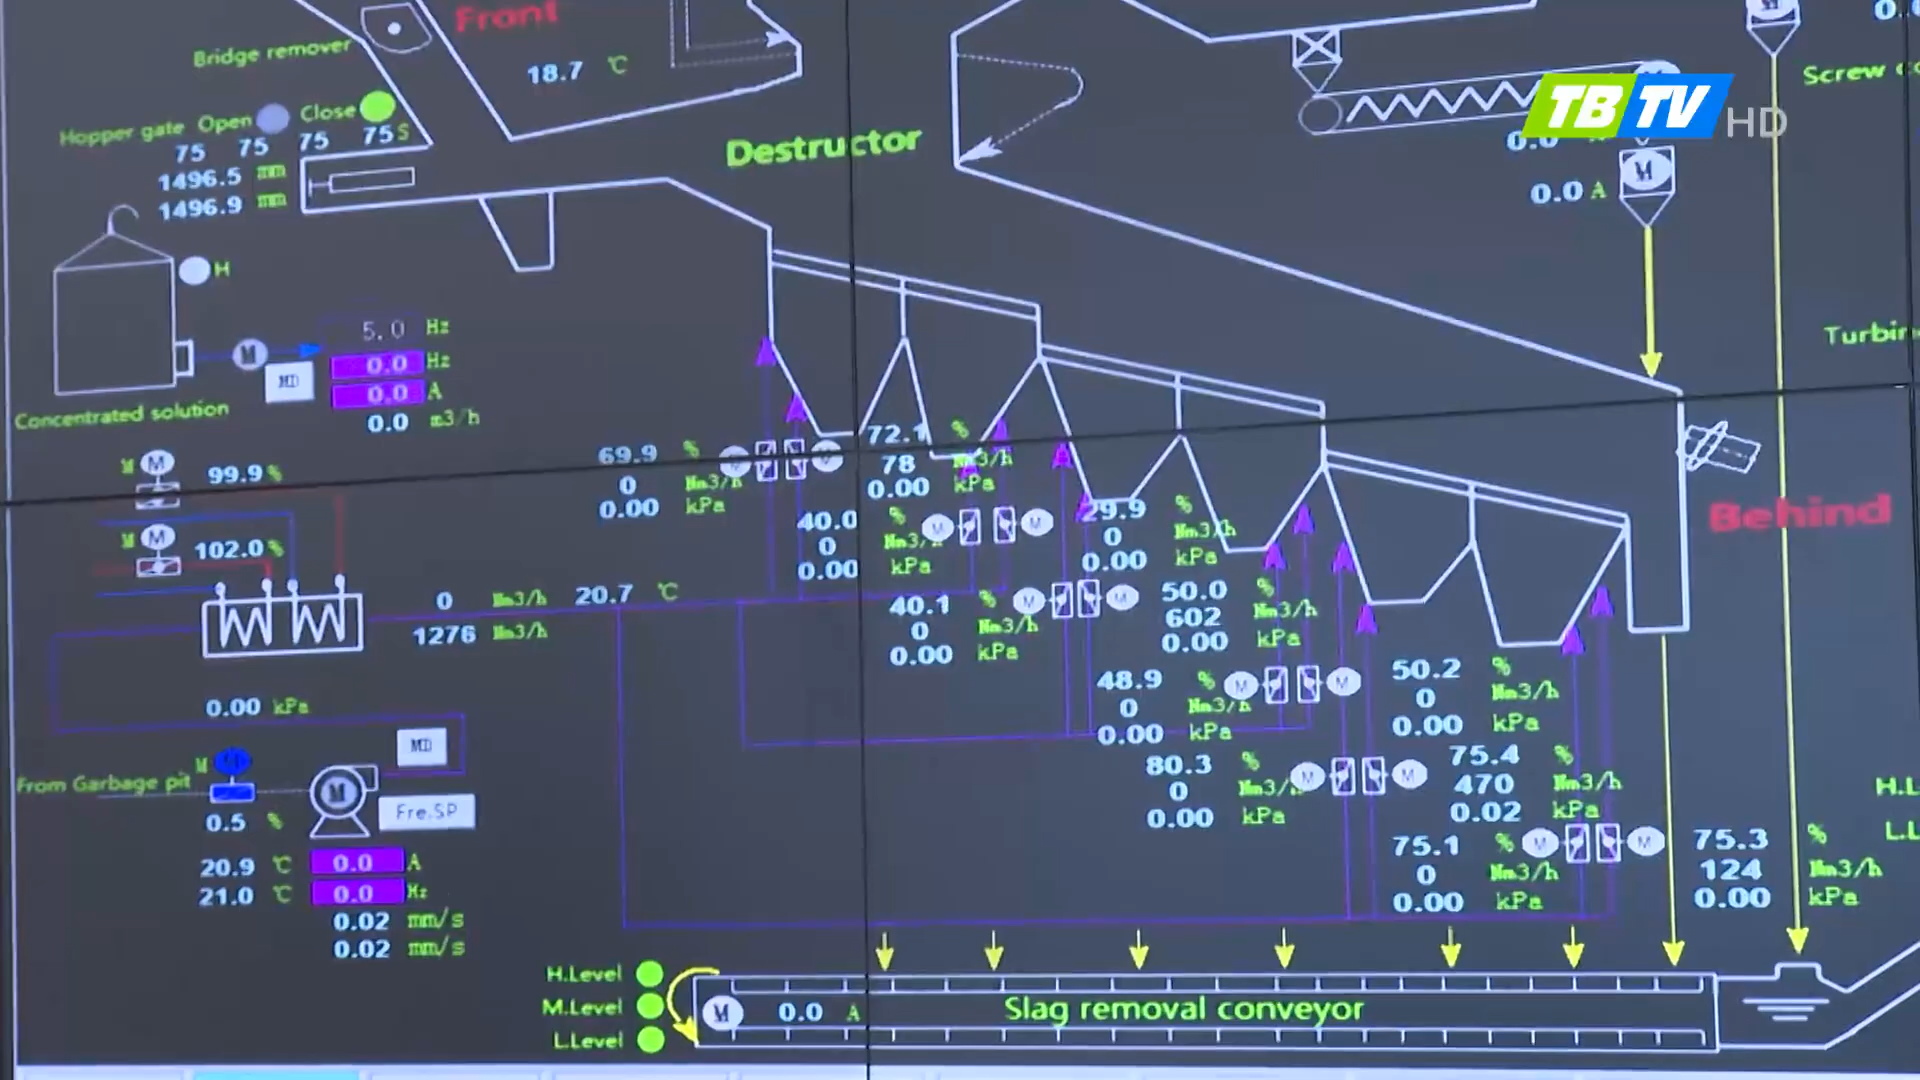 Front
Bridge remover
18.7 ℃
Screw
Hopper gate Open Close
75 75 75 75 S
1496.5 mm
1496.9 mm
Destructor
TBTV HD
0.0
M
0.0 A
H
Turbin
5.0 Hz
M
MD
0.0 Hz
0.0 A
0.0 m3/h
Concentrated solution
M M 99.9 %
M M 102.0 %
0 Nm3/h 20.7 ℃
1276 Nm3/h
0.00 kPa
MD
From Garbage pit
M
M
Fre.SP
0.5 %
20.9 ℃ 0.0 A
21.0 ℃ 0.0 Hz
0.02 mm/s
0.02 mm/s
69.9 %
0 Nm3/h
0.00 kPa
72.1 %
78 Nm3/h
0.00 kPa
40.0 %
0 Nm3/
0.00 kPa
M M
29.9 %
0 Nm3/h
0.00 kPa
40.1 %
0 Nm3/h
0.00 kPa
M M
50.0 %
602 Nm3/h
0.00 kPa
48.9 %
0 Nm3/h
0.00 kPa
M M
50.2 %
0 Nm3/h
0.00 kPa
80.3 %
0 Nm3/
0.00 kPa
M M
75.4 %
470 Nm3/h
0.02 kPa
75.1 %
0 Nm3/h
0.00 kPa
M M
75.3 %
124 Nm3/h
0.00 kPa
Behind
H.L
L.L
H.Level
M.Level
L.Level
M 0.0 A
Slag removal conveyor